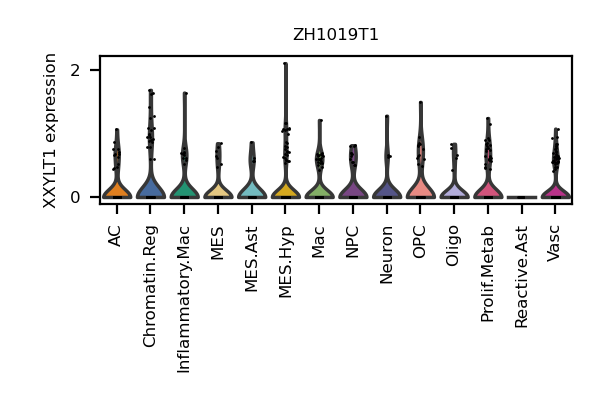 ZH1019T1
XXYLT1 expression
2
0
AC
Chromatin.Reg
Inflammatory.Mac
MES
MES.Ast
MES.Hyp
Mac
NPC
Neuron
OPC
Oligo
Prolif.Metab
Reactive.Ast
Vasc